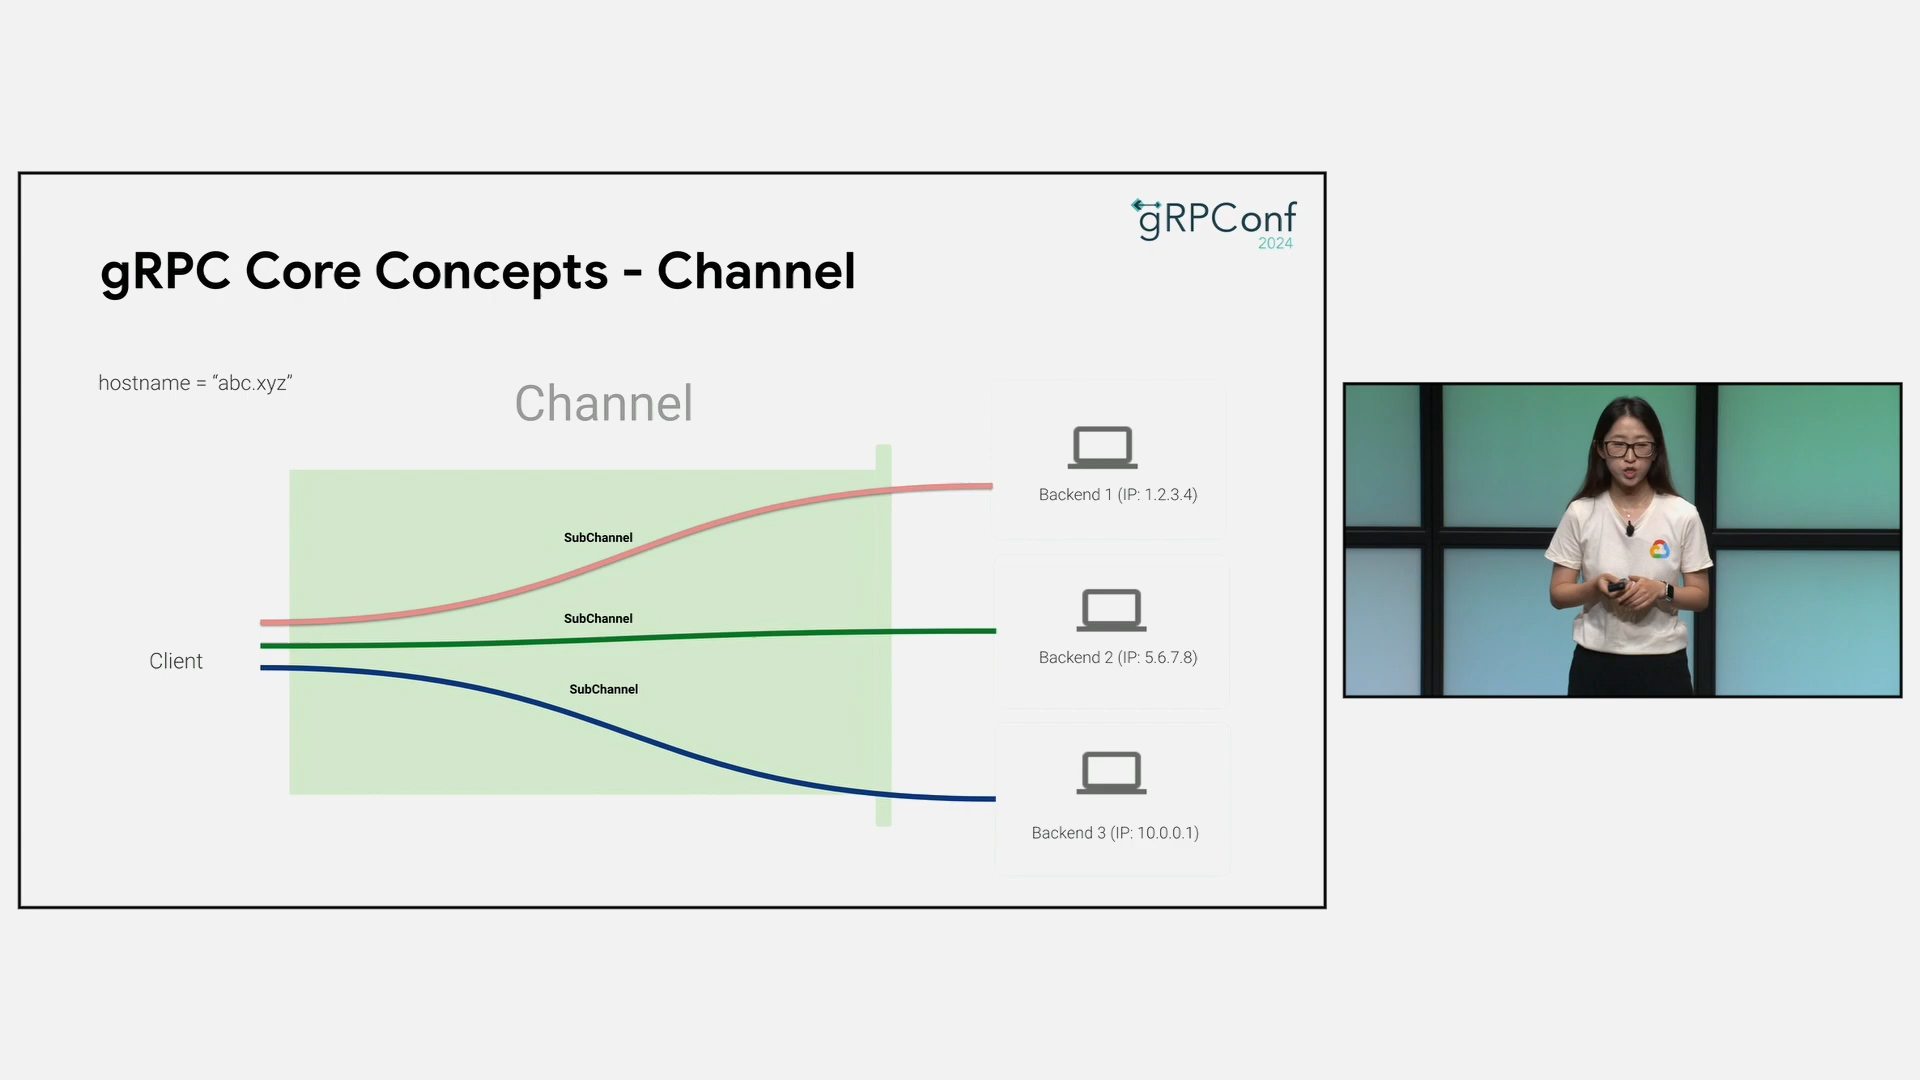 gRPConf
2024
gRPC Core Concepts - Channel
hostname = “abc.xyz”
Channel
SubChannel
SubChannel
SubChannel
Client
Backend 1 (IP: 1.2.3.4)
Backend 2 (IP: 5.6.7.8)
Backend 3 (IP: 10.0.0.1)